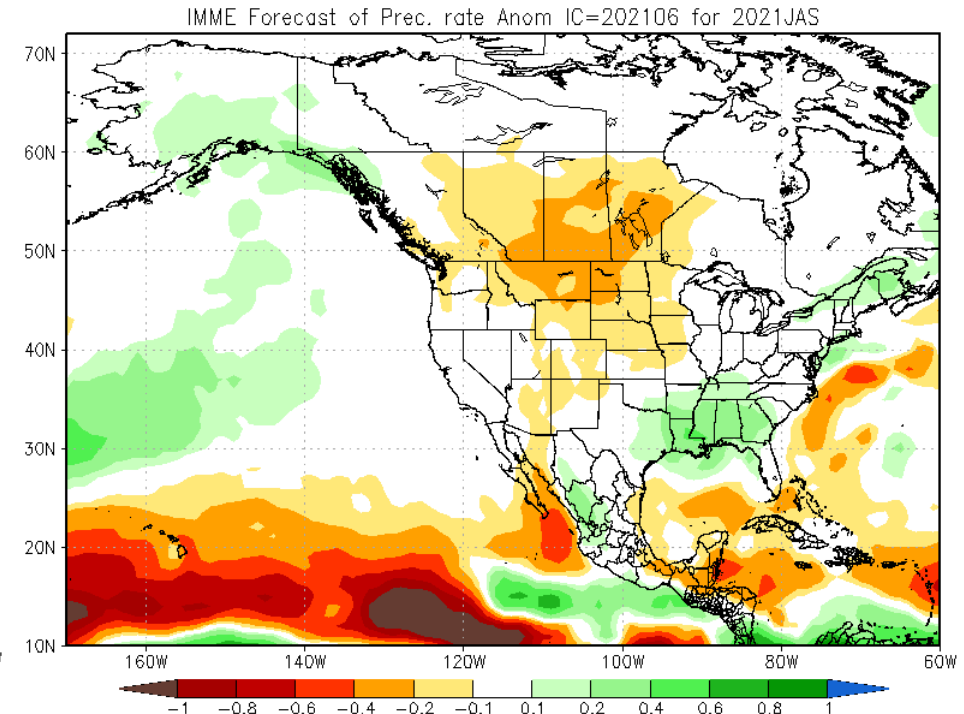 IMME Forecast of Prec. rate Anom IC=202106 for 2021JAS
70N
60N
50N
40N
30N
20N
10N
160W 140W 120W 100W 80W 60W
-1 -0.8 -0.6 -0.4 -0.2 -0.1 0.1 0.2 0.4 0.6 0.8 1